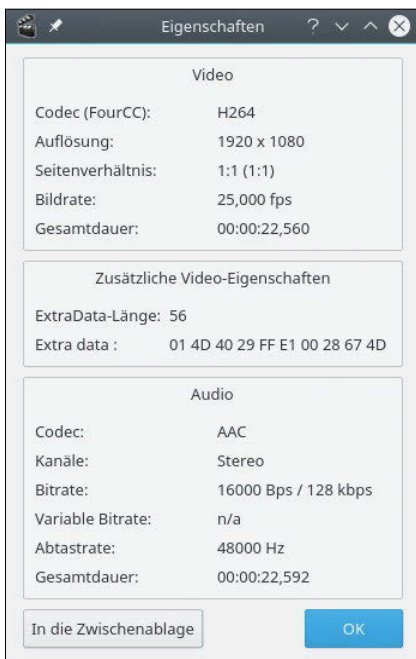 Eigenschaften
Video
Codec (FourCC): H264
Auflösung: 1920 x 1080
Seitenverhältnis: 1:1 (1:1)
Bildrate: 25,000 fps
Gesamtdauer: 00:00:22,560
Zusätzliche Video-Eigenschaften
ExtraData-Länge: 56
Extra data : 01 4D 40 29 FF E1 00 28 67 4D
Audio
Codec: AAC
Kanäle: Stereo
Bitrate: 16000 Bps / 128 kbps
Variable Bitrate: n/a
Abtastrate: 48000 Hz
Gesamtdauer: 00:00:22,592
In die Zwischenablage OK